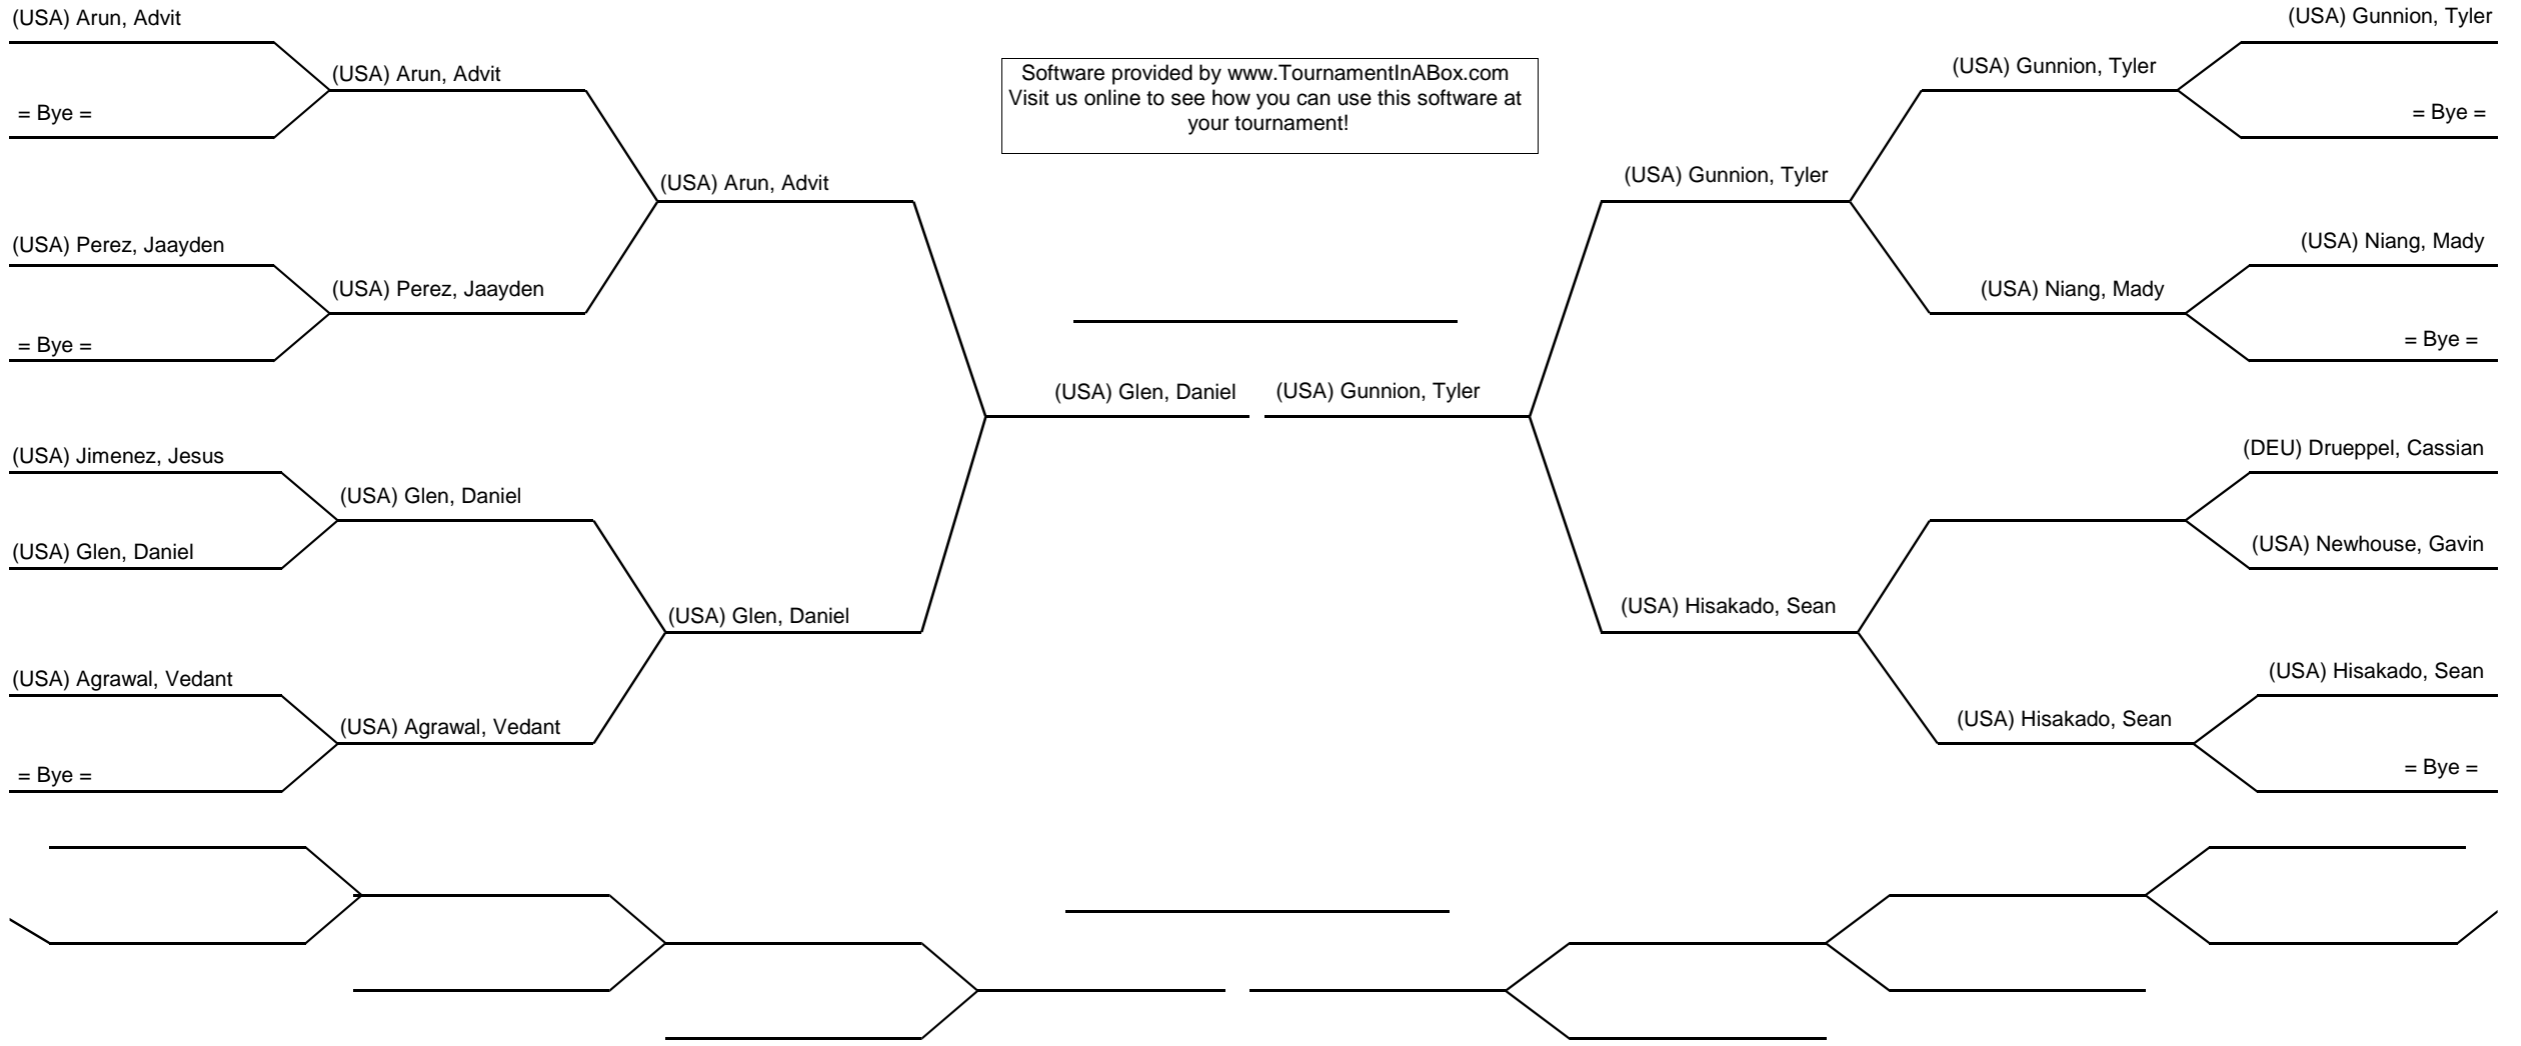 (USA) Arun, Advit
= Bye =
(USA) Perez, Jaayden
= Bye =
(USA) Jimenez, Jesus
(USA) Glen, Daniel
(USA) Agrawal, Vedant
= Bye =
(USA) Arun, Advit
(USA) Perez, Jaayden
(USA) Glen, Daniel
(USA) Agrawal, Vedant
(USA) Arun, Advit
(USA) Glen, Daniel
Software provided by www.TournamentInABox.com
Visit us online to see how you can use this software at
your tournament!
(USA) Glen, Daniel
(USA) Gunnion, Tyler
(USA) Gunnion, Tyler
(USA) Hisakado, Sean
(USA) Gunnion, Tyler
(USA) Niang, Mady
(USA) Hisakado, Sean
(USA) Gunnion, Tyler
= Bye =
(USA) Niang, Mady
= Bye =
(DEU) Drueppel, Cassian
(USA) Newhouse, Gavin
(USA) Hisakado, Sean
= Bye =